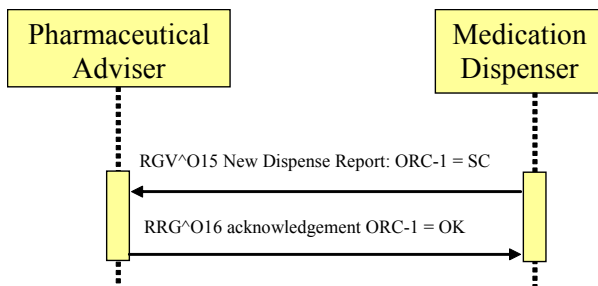 Pharmaceutical
Adviser
Medication
Dispenser
RGV^O15 New Dispense Report: ORC-1 = SC
RRG^O16 acknowledgement ORC-1 = OK